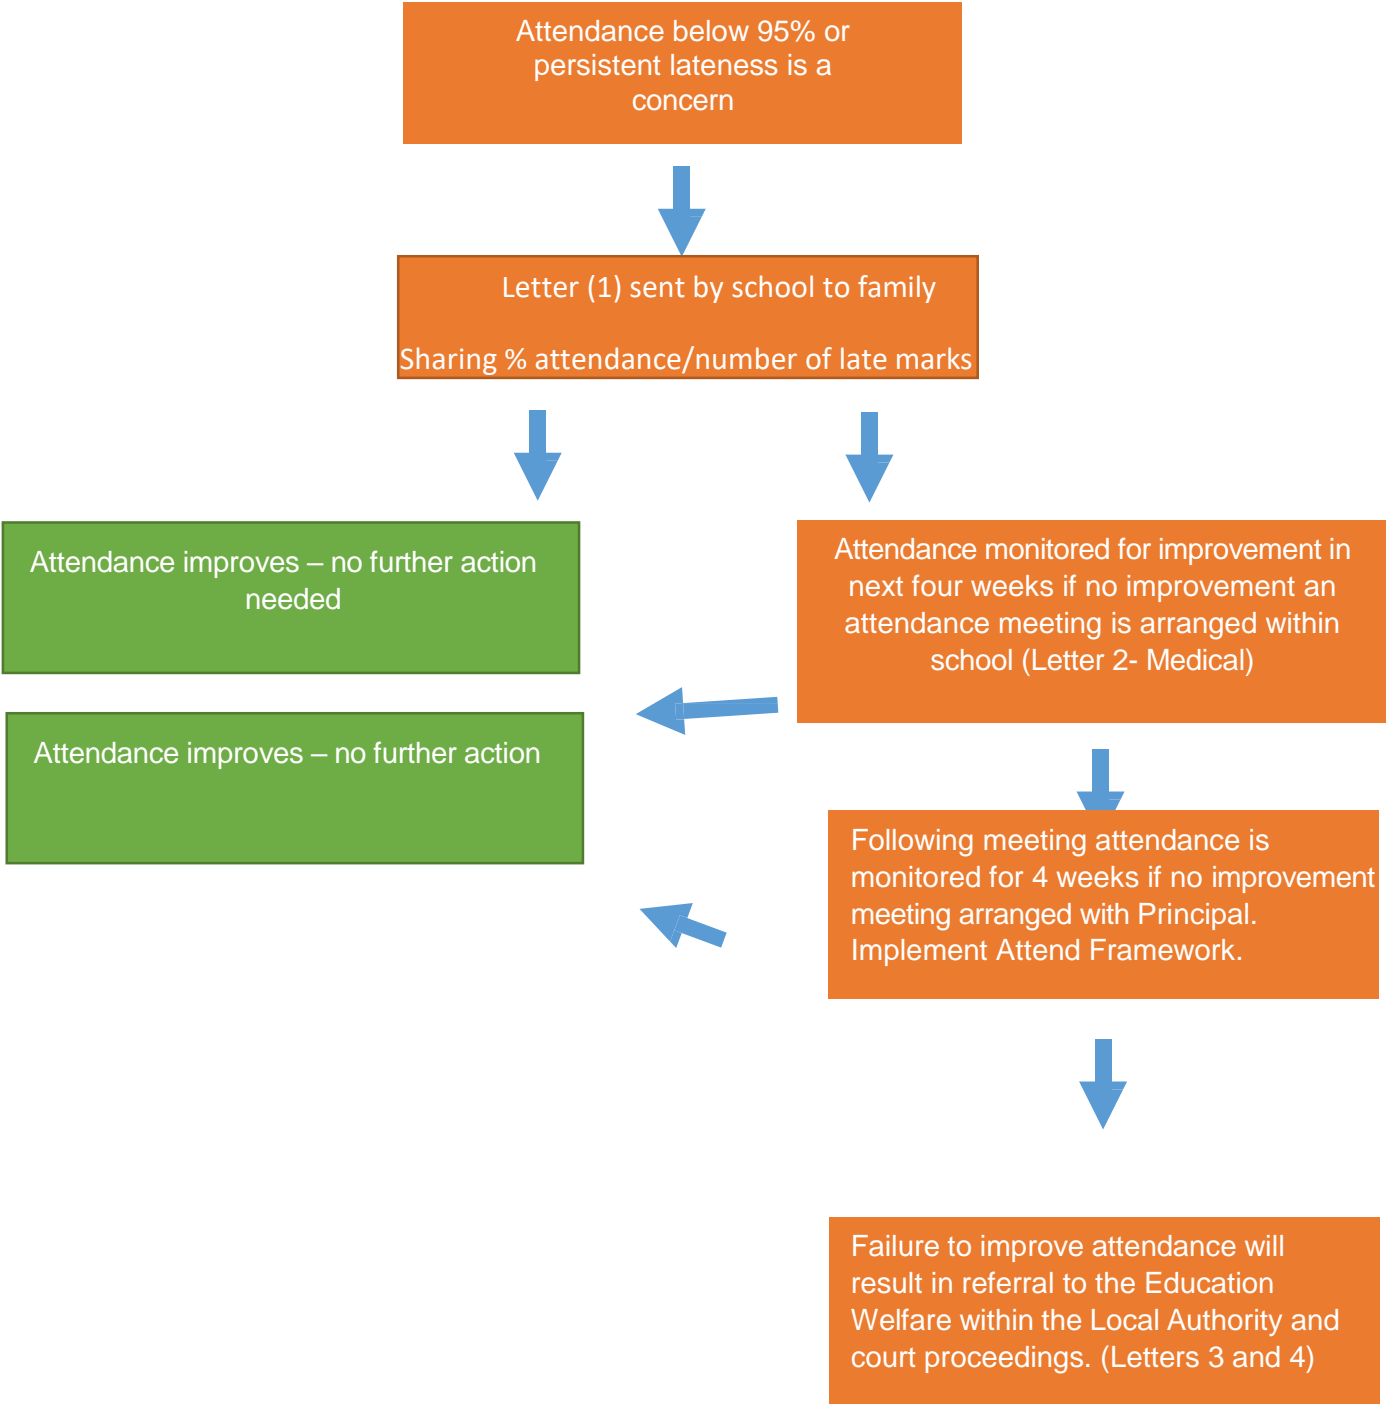 Attendance below 95% or
persistent lateness is a
concern
Letter (1) sent by school to family
Sharing % attendance/number of late marks
Attendance improves – no further action
needed
Attendance monitored for improvement in
next four weeks if no improvement an
attendance meeting is arranged within
school (Letter 2- Medical)
Attendance improves – no further action
Following meeting attendance is
monitored for 4 weeks if no improvement
meeting arranged with Principal.
Implement Attend Framework.
Failure to improve attendance will
result in referral to the Education
Welfare within the Local Authority and
court proceedings. (Letters 3 and 4)